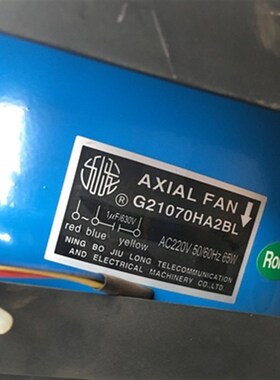 AXIAL FAN
® G21070HA2BL
1μF/630V
red blue yellow
AC220V 50/60Hz 65W
NING BO JIU LONG TELECOMMUNICATION
AND ELECTRICAL MACHINERY CO.,LTD.